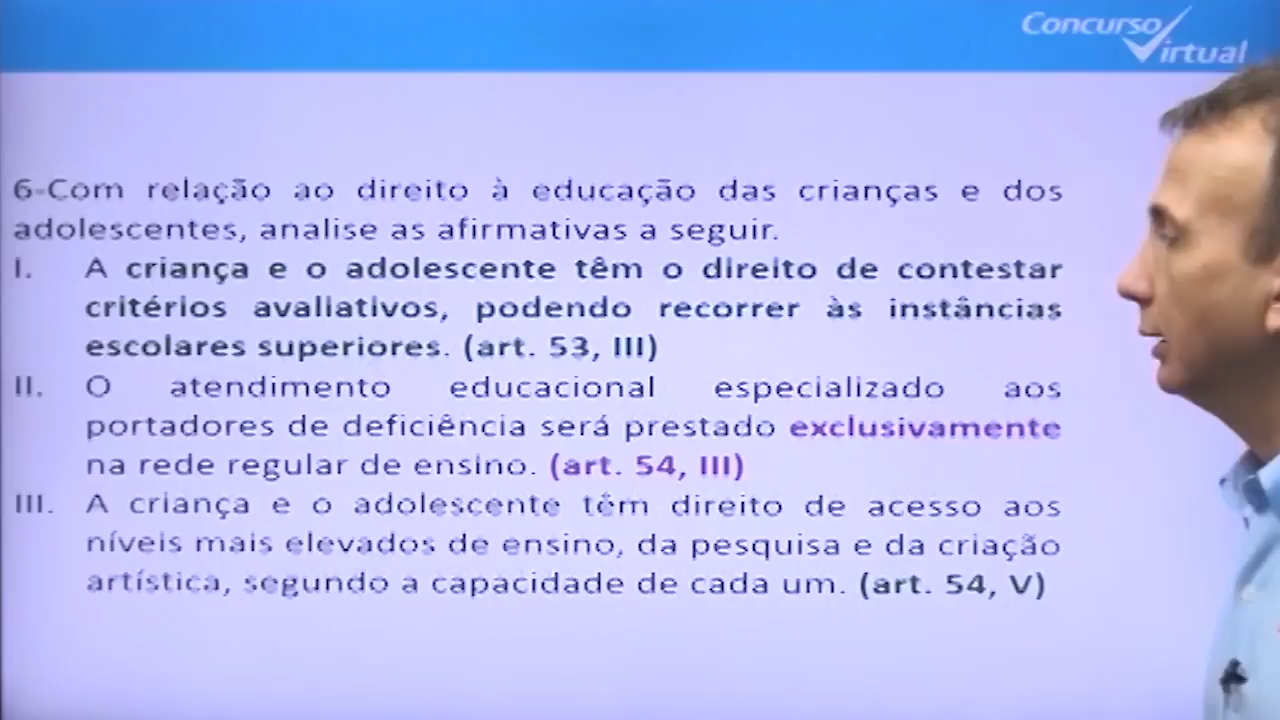 Concurso
Virtual
6-Com relação ao direito à educação das crianças e dos
adolescentes, analise as afirmativas a seguir.
I. A criança e o adolescente têm o direito de contestar
critérios avaliativos, podendo recorrer às instâncias
escolares superiores. (art. 53, III)
II. O atendimento educacional especializado aos
portadores de deficiência será prestado exclusivamente
na rede regular de ensino. (art. 54, III)
III. A criança e o adolescente têm direito de acesso aos
níveis mais elevados de ensino, da pesquisa e da criação
artística, segundo a capacidade de cada um. (art. 54, V)